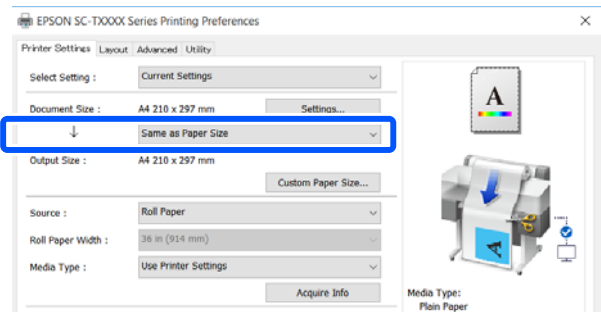 EPSON SC-TXXXX Series Printing Preferences
Printer Settings Layout Advanced Utility
Select Setting : Current Settings
Document Size : A4 210 x 297 mm Settings...
↓ Same as Paper Size
Output Size : A4 210 x 297 mm
Custom Paper Size...
Source : Roll Paper
Roll Paper Width : 36 in (914 mm)
Media Type : Use Printer Settings
Acquire Info
A
A
Media Type:
Plain Paper